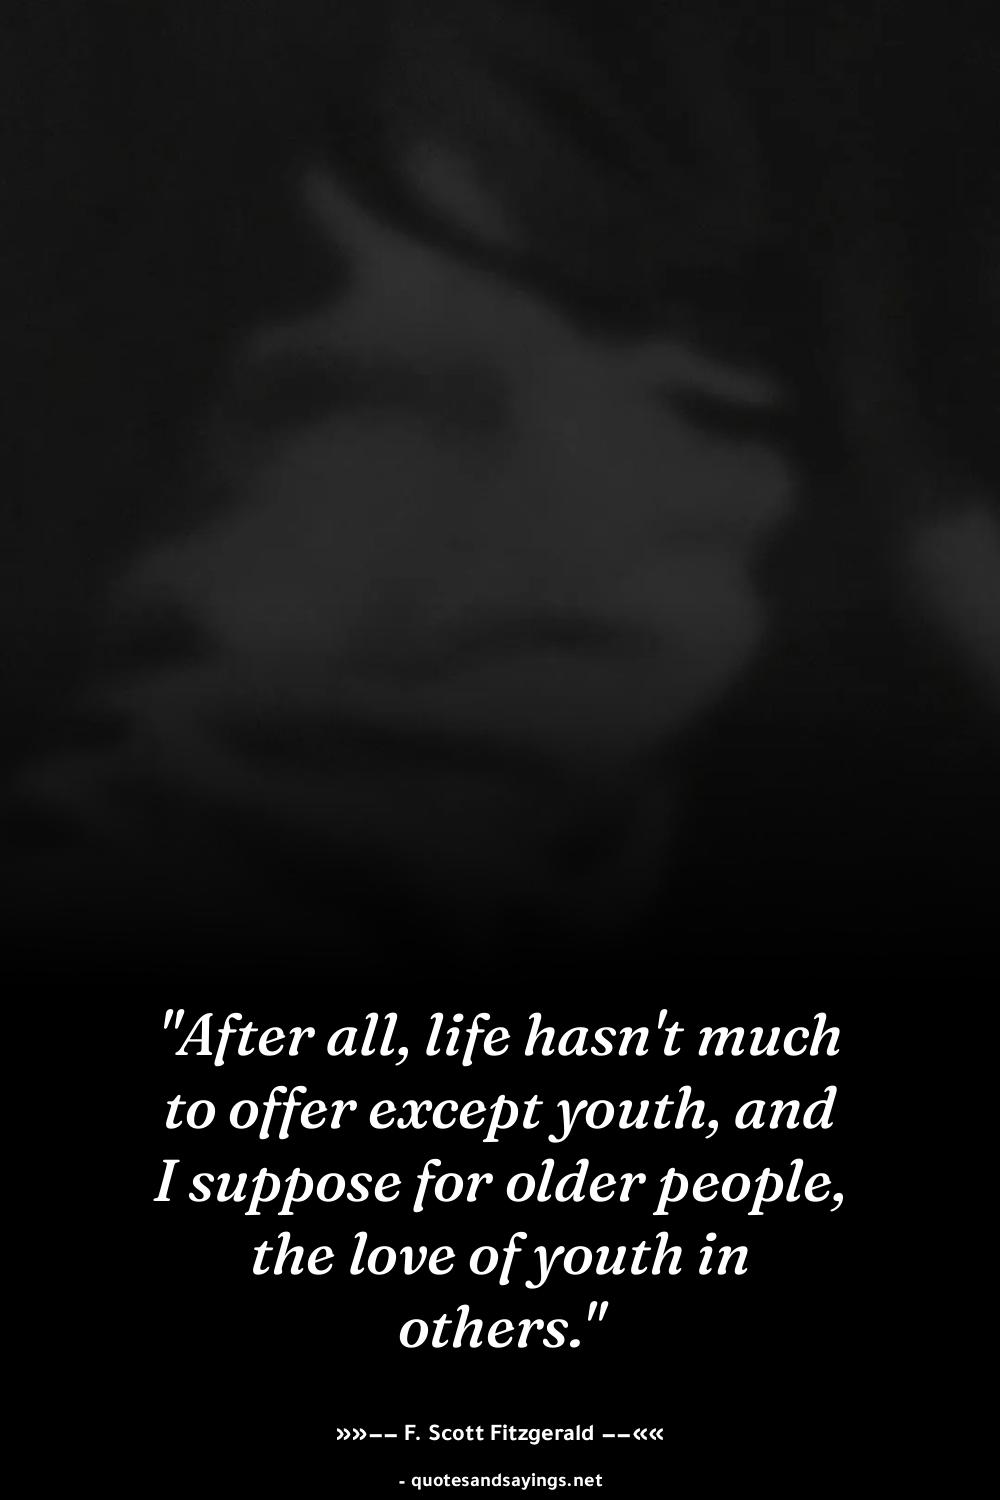 "After all, life hasn't much
to offer except youth, and
I suppose for older people,
the love of youth in
others."
»»–– F. Scott Fitzgerald ––««
- quotesandsayings.net